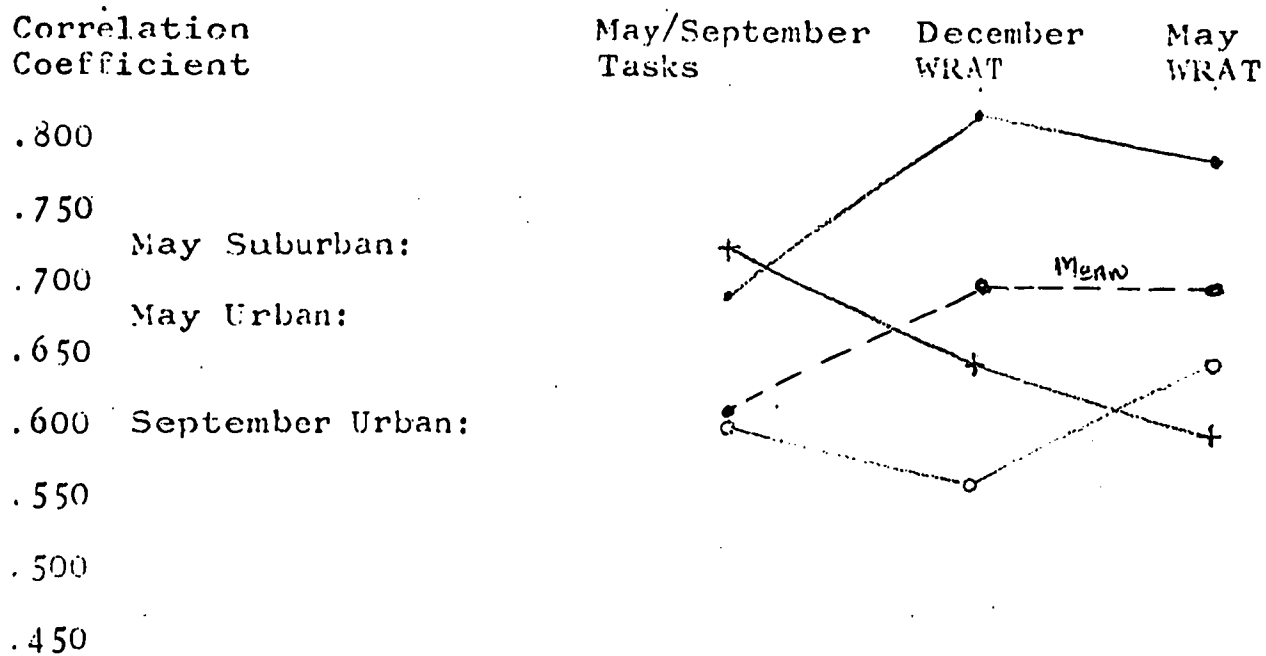 Correlation May/September December May
Coefficient Tasks WRAT WRAT
.800
.750
May Suburban:
.700
Mean
May Urban:
.650
.600 September Urban:
.550
.500
.450